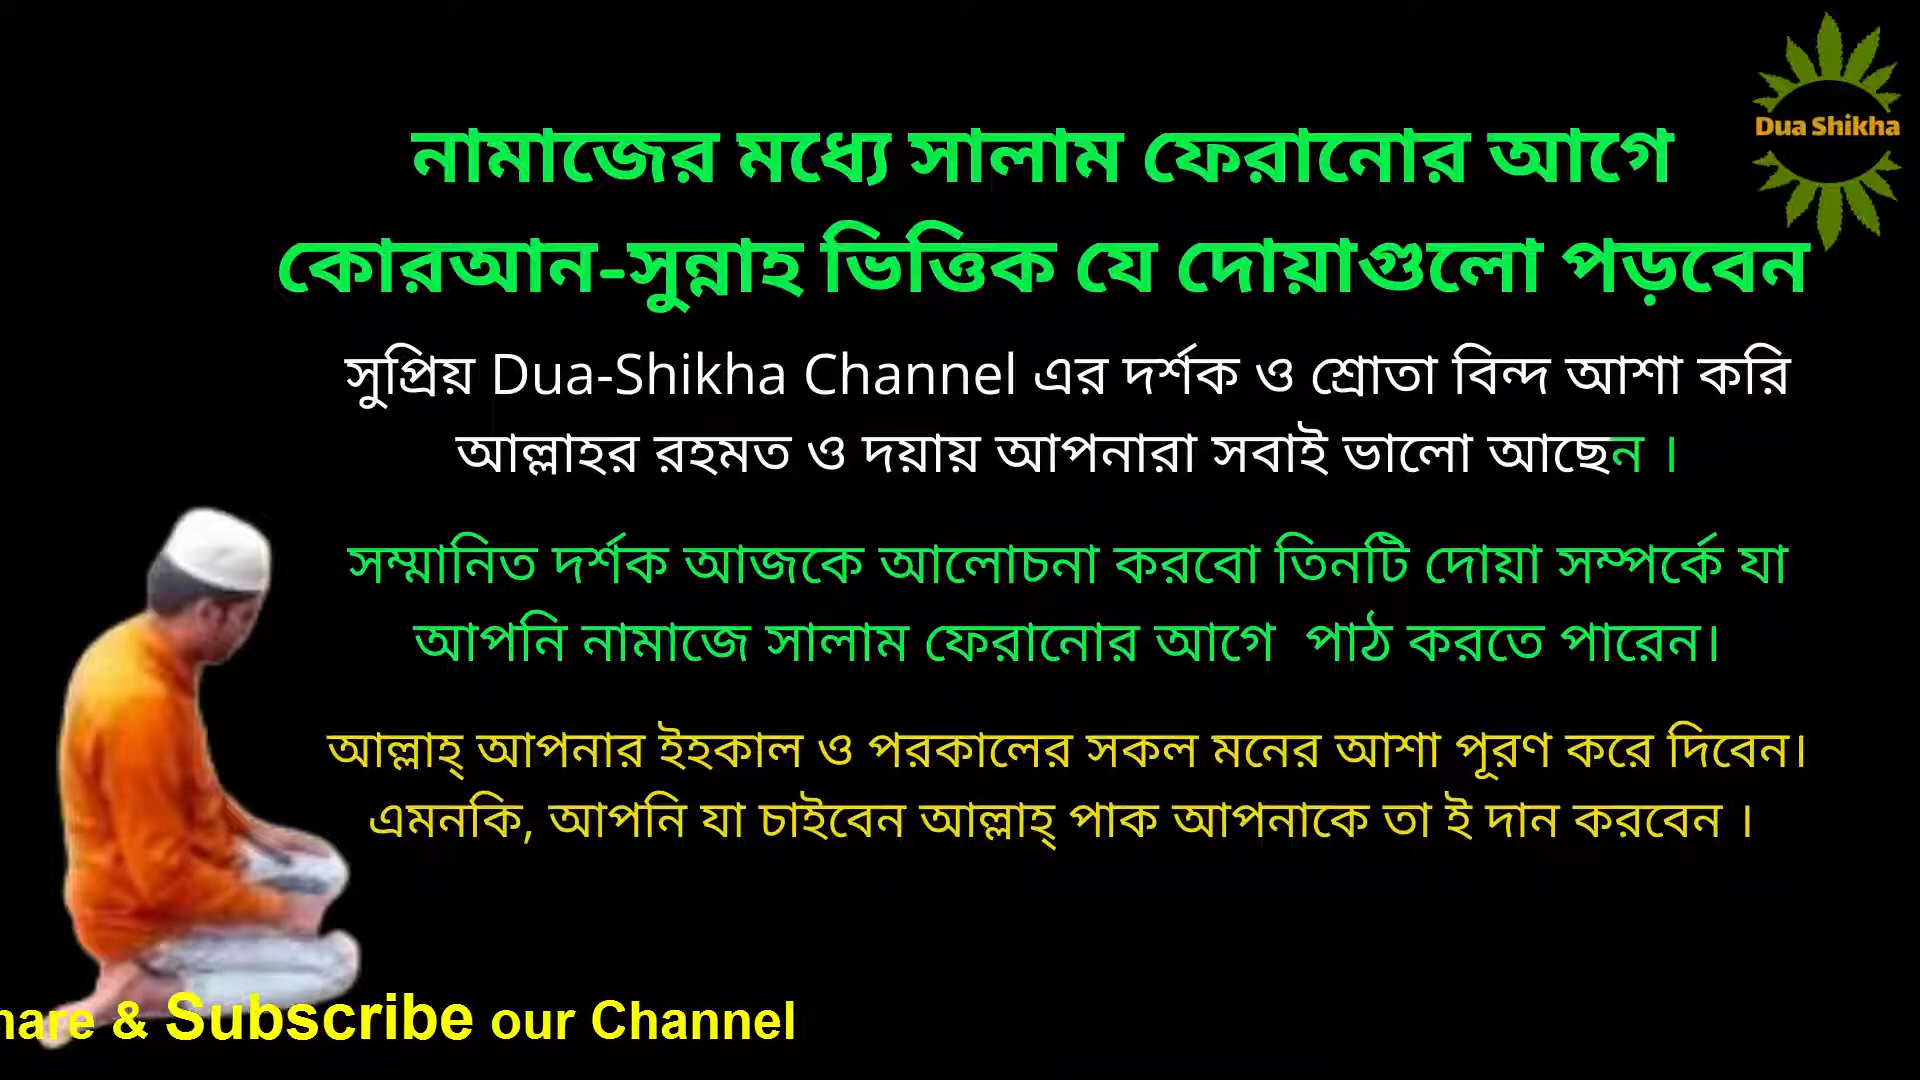 Dua Shikha
নামাজের মধ্যে সালাম ফেরানোর আগে
কোরআন-সুন্নাহ ভিত্তিক যে দোয়াগুলো পড়বেন
সুপ্রিয় Dua-Shikha Channel এর দর্শক ও শ্রোতা বিন্দ আশা করি
আল্লাহর রহমত ও দয়ায় আপনারা সবাই ভালো আছেন ।
সম্মানিত দর্শক আজকে আলোচনা করবো তিনটি দোয়া সম্পর্কে যা
আপনি নামাজে সালাম ফেরানোর আগে পাঠ করতে পারেন।
আল্লাহ্ আপনার ইহকাল ও পরকালের সকল মনের আশা পূরণ করে দিবেন।
এমনকি, আপনি যা চাইবেন আল্লাহ্ পাক আপনাকে তা ই দান করবেন ।
hare & Subscribe our Channel